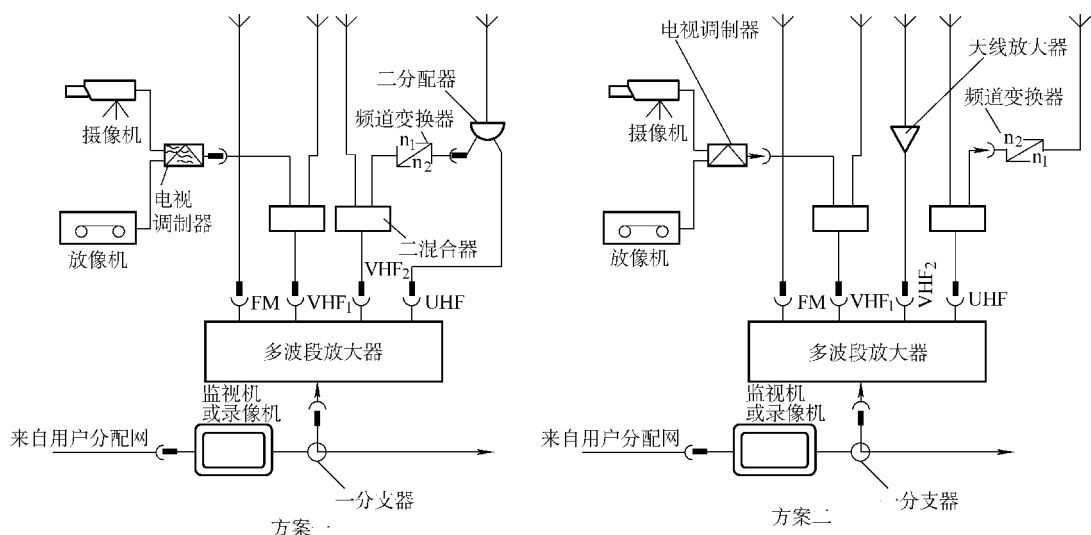 摄像机
电视
调制器
放像机
二分配器
频道变换器
n1
n2
二混合器
FM
VHF1
VHF2
UHF
多波段放大器
监视机
或录像机
来自用户分配网
一分支器
方案一
电视调制器
天线放大器
频道变换器
n2
n1
摄像机
放像机
FM
VHF1
VHF2
UHF
多波段放大器
监视机
或录像机
来自用户分配网
一分支器
方案二